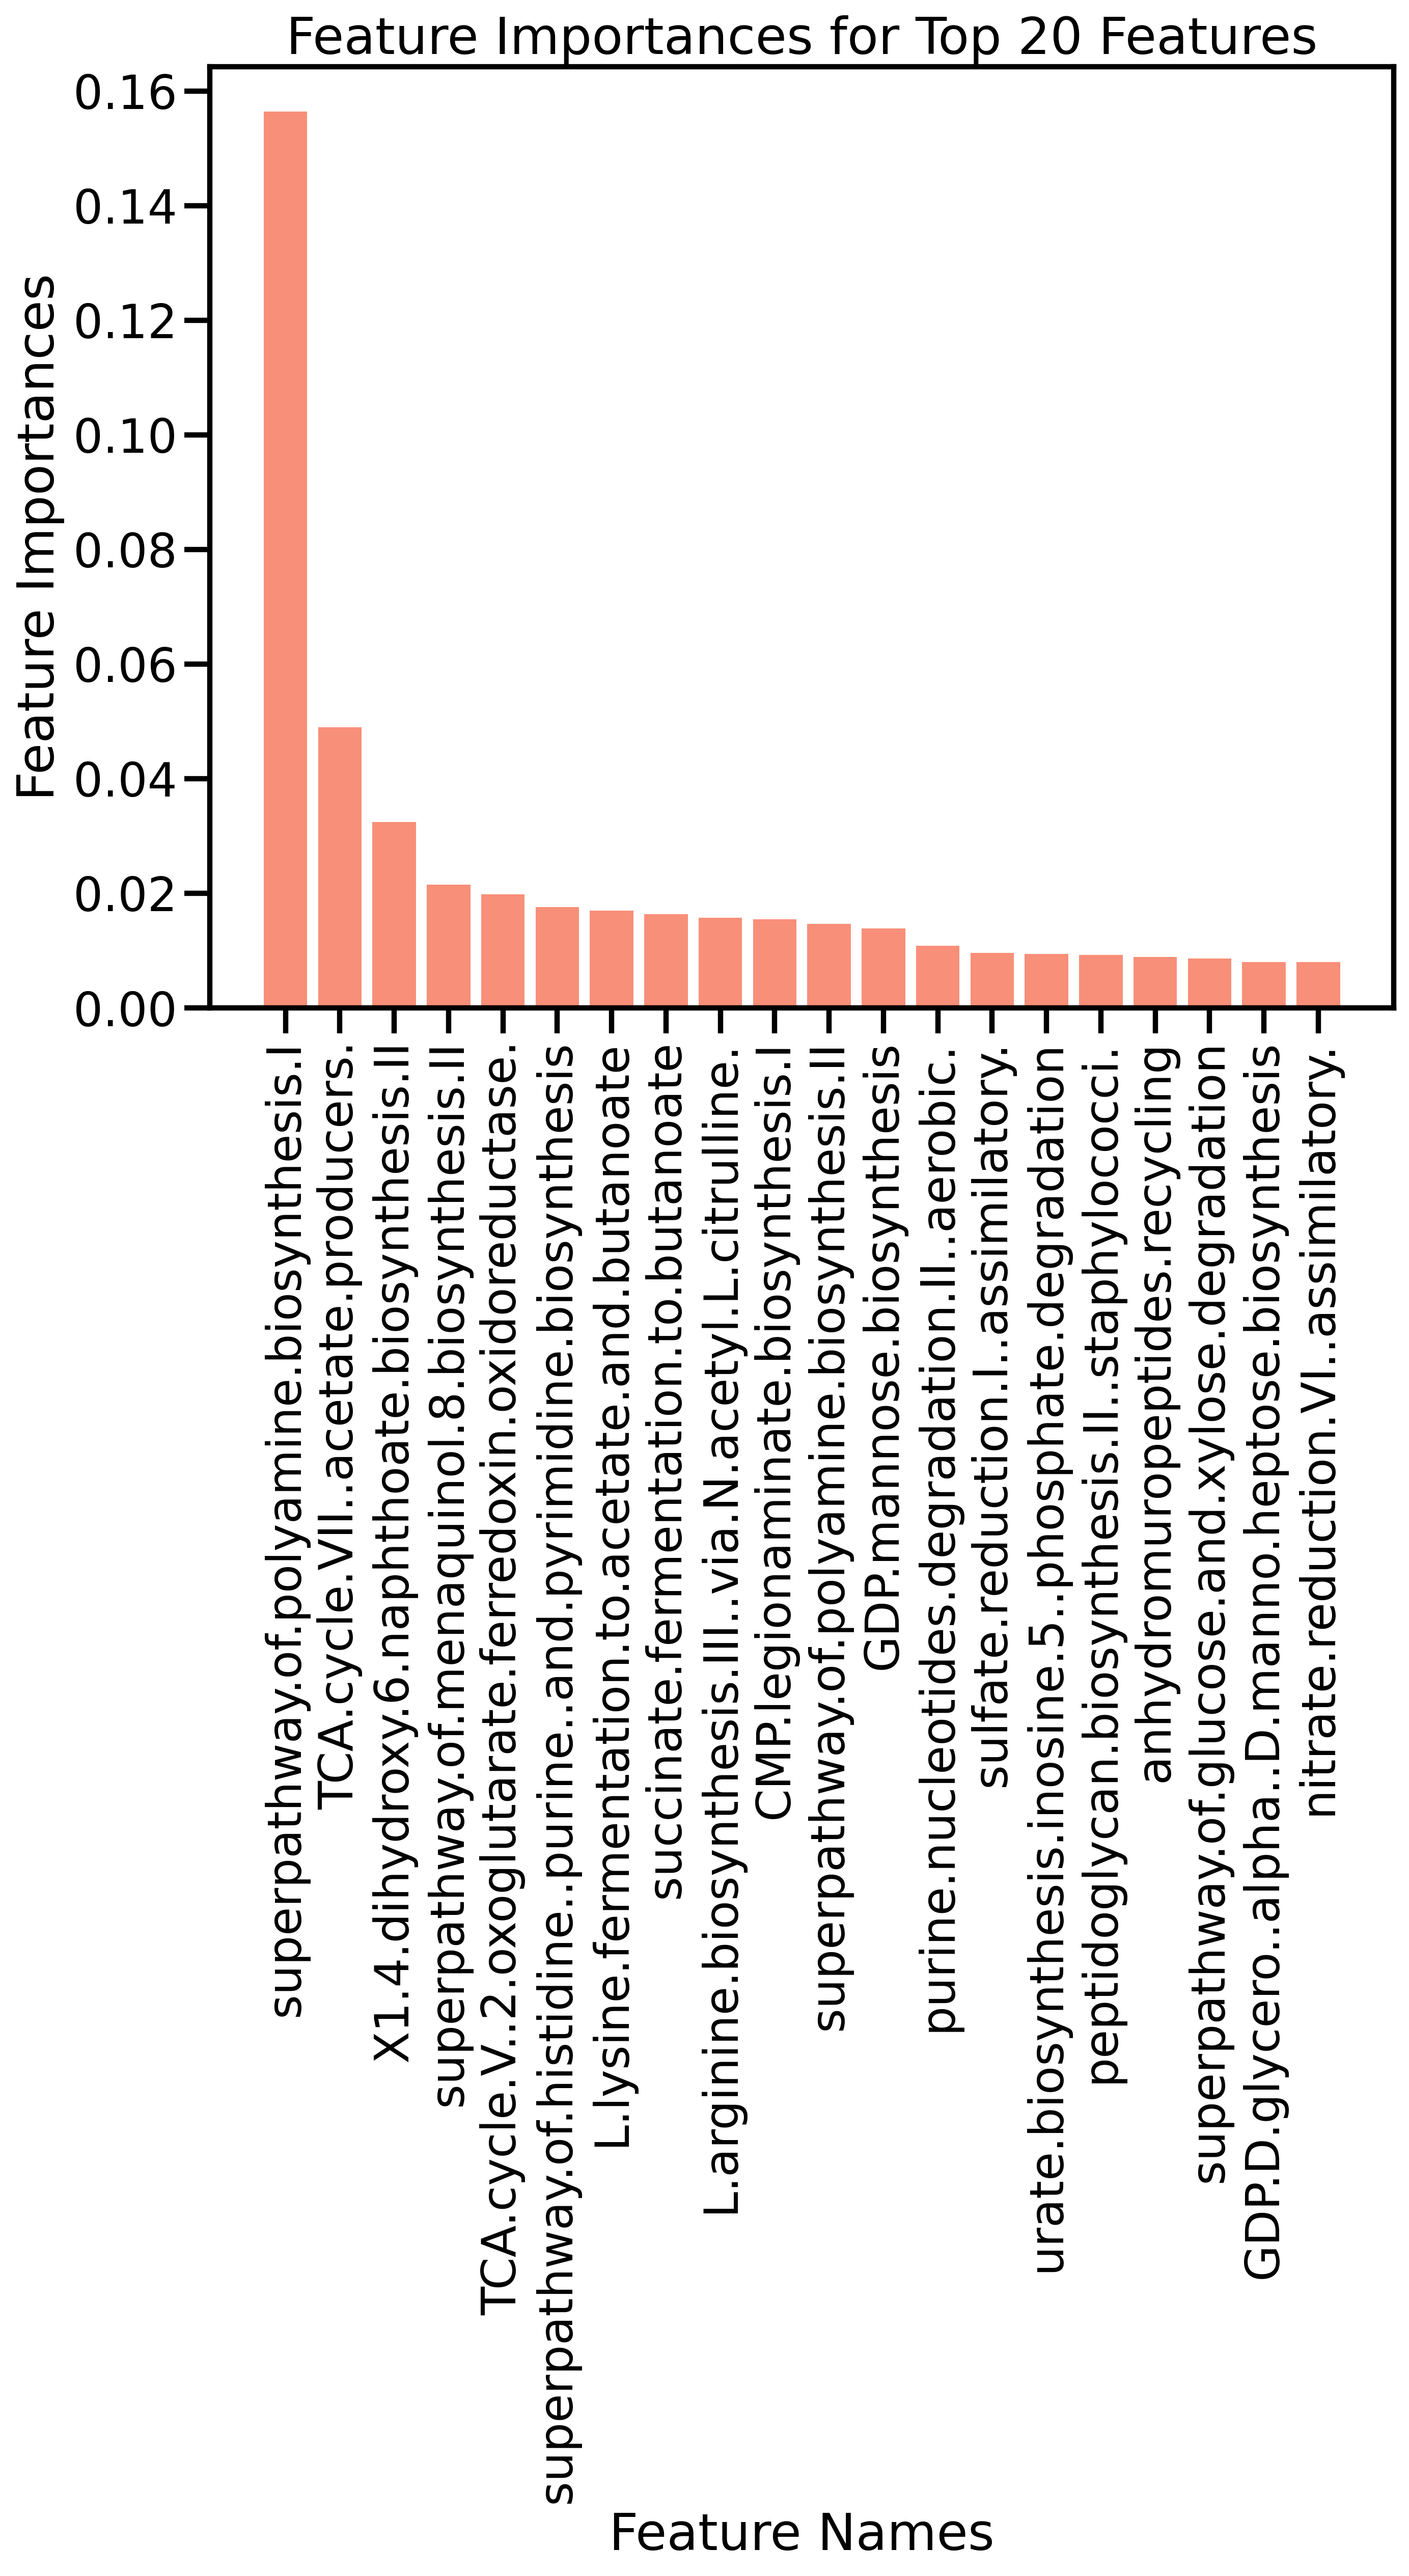 Feature Importances for Top 20 Features
Feature Importances
0.16
0.14
0.12
0.10
0.08
0.06
0.04
0.02
0.00
superpathway.of.polyamine.biosynthesis.I
TCA.cycle.VII..acetate.producers.
X1.4.dihydroxy.6.naphthoate.biosynthesis.II
superpathway.of.menaquinol.8.biosynthesis.II
TCA.cycle.V..2.oxoglutarate.ferredoxin.oxidoreductase.
superpathway.of.histidine..purine..and.pyrimidine.biosynthesis
L.lysine.fermentation.to.acetate.and.butanoate
succinate.fermentation.to.butanoate
L.arginine.biosynthesis.III..via.N.acetyl.L.citrulline.
CMP.legionaminate.biosynthesis.I
superpathway.of.polyamine.biosynthesis.II
GDP.mannose.biosynthesis
purine.nucleotides.degradation.II..aerobic.
sulfate.reduction.I..assimilatory.
urate.biosynthesis.inosine.5..phosphate.degradation
peptidoglycan.biosynthesis.II..staphylococci.
anhydromuropeptides.recycling
superpathway.of.glucose.and.xylose.degradation
GDP.D.glycero..alpha..D.manno.heptose.biosynthesis
nitrate.reduction.VI..assimilatory.
Feature Names